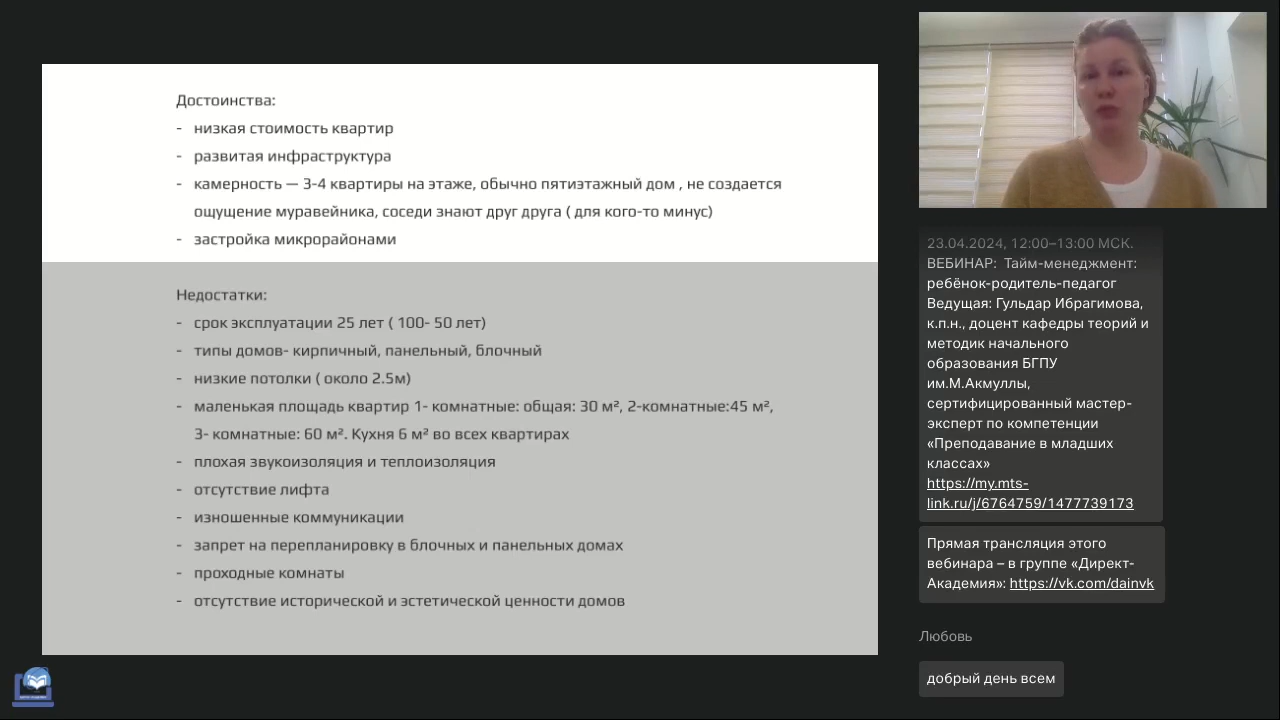 Достоинства:
- низкая стоимость квартир
- развитая инфраструктура
- камерность — 3-4 квартиры на этаже, обычно пятиэтажный дом , не создается
ощущение муравейника, соседи знают друг друга ( для кого-то минус)
- застройка микрорайонами
Недостатки:
- срок эксплуатации 25 лет ( 100- 50 лет)
- типы домов- кирпичный, панельный, блочный
- низкие потолки ( около 2.5м)
- маленькая площадь квартир 1- комнатные: общая: 30 м², 2-комнатные:45 м²,
3- комнатные: 60 м². Кухня 6 м² во всех квартирах
- плохая звукоизоляция и теплоизоляция
- отсутствие лифта
- изношенные коммуникации
- запрет на перепланировку в блочных и панельных домах
- проходные комнаты
- отсутствие исторической и эстетической ценности домов
23.04.2024, 12:00–13:00 МСК.
ВЕБИНАР: Тайм-менеджмент:
ребёнок-родитель-педагог
Ведущая: Гульдар Ибрагимова,
к.п.н., доцент кафедры теорий и
методик начального
образования БГПУ
им.М.Акмуллы,
сертифицированный мастер-
эксперт по компетенции
«Преподавание в младших
классах»
https://my.mts-
link.ru/j/6764759/1477739173
Прямая трансляция этого
вебинара – в группе «Директ-
Академия»: https://vk.com/dainvk
Любовь
добрый день всем